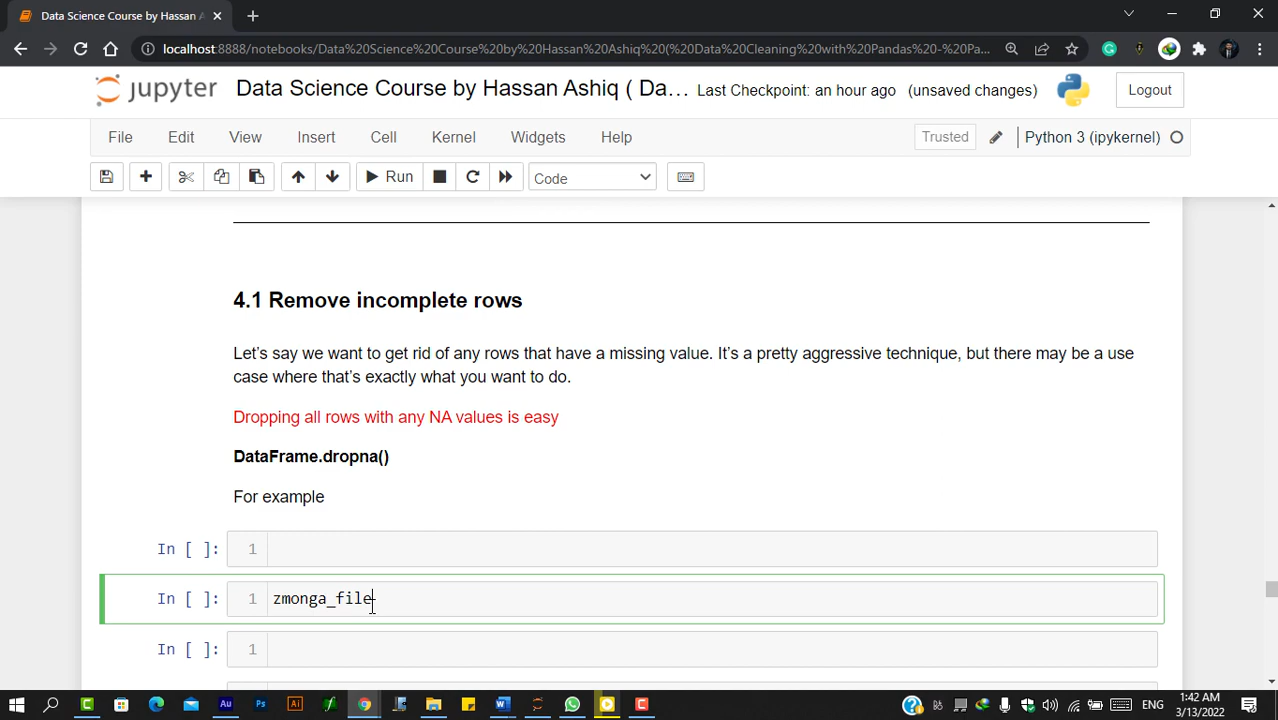 Data Science Course by Hassan A
localhost:8888/notebooks/Data%20Science%20Course%20by%20Hassan%20Ashiq%20(%20Data%20Cleaning%20with%20Pandas%20-%20Pa...
jupyter Data Science Course by Hassan Ashiq ( Da... Last Checkpoint: an hour ago (unsaved changes) Logout
File Edit View Insert Cell Kernel Widgets Help Trusted Python 3 (ipykernel)
Run Code
4.1 Remove incomplete rows
Let's say we want to get rid of any rows that have a missing value. It's a pretty aggressive technique, but there may be a use
case where that's exactly what you want to do.
Dropping all rows with any NA values is easy
DataFrame.dropna()
For example
In [ ]: 1
In [ ]: 1 zmonga_file
In [ ]: 1
Au Ps Ai ENG 1:42 AM
3/13/2022